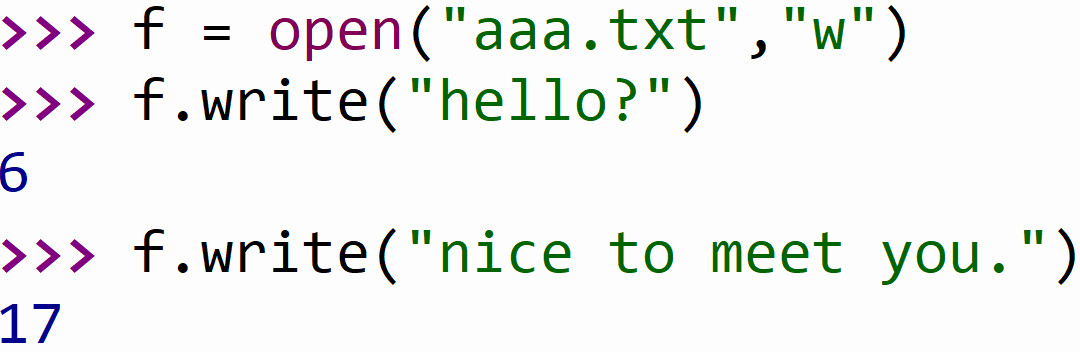 >>> f = open("aaa.txt","w")
>>> f.write("hello?")
6
>>> f.write("nice to meet you.")
17